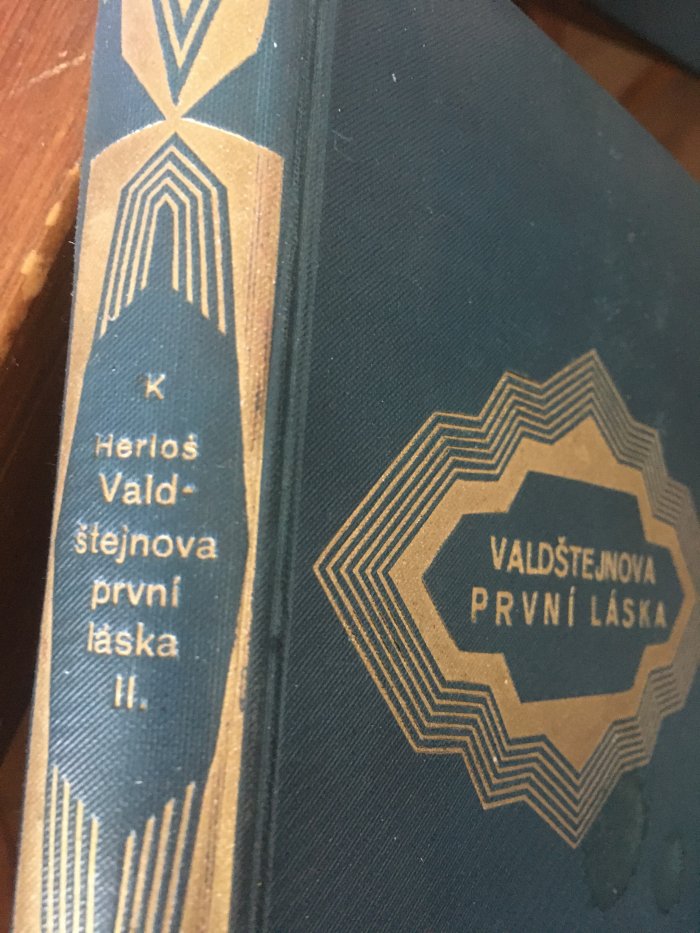 K
Herloš
Vald-
štejnova
první
láska
II.
VALDŠTEJNOVA
PRVNÍ LÁSKA